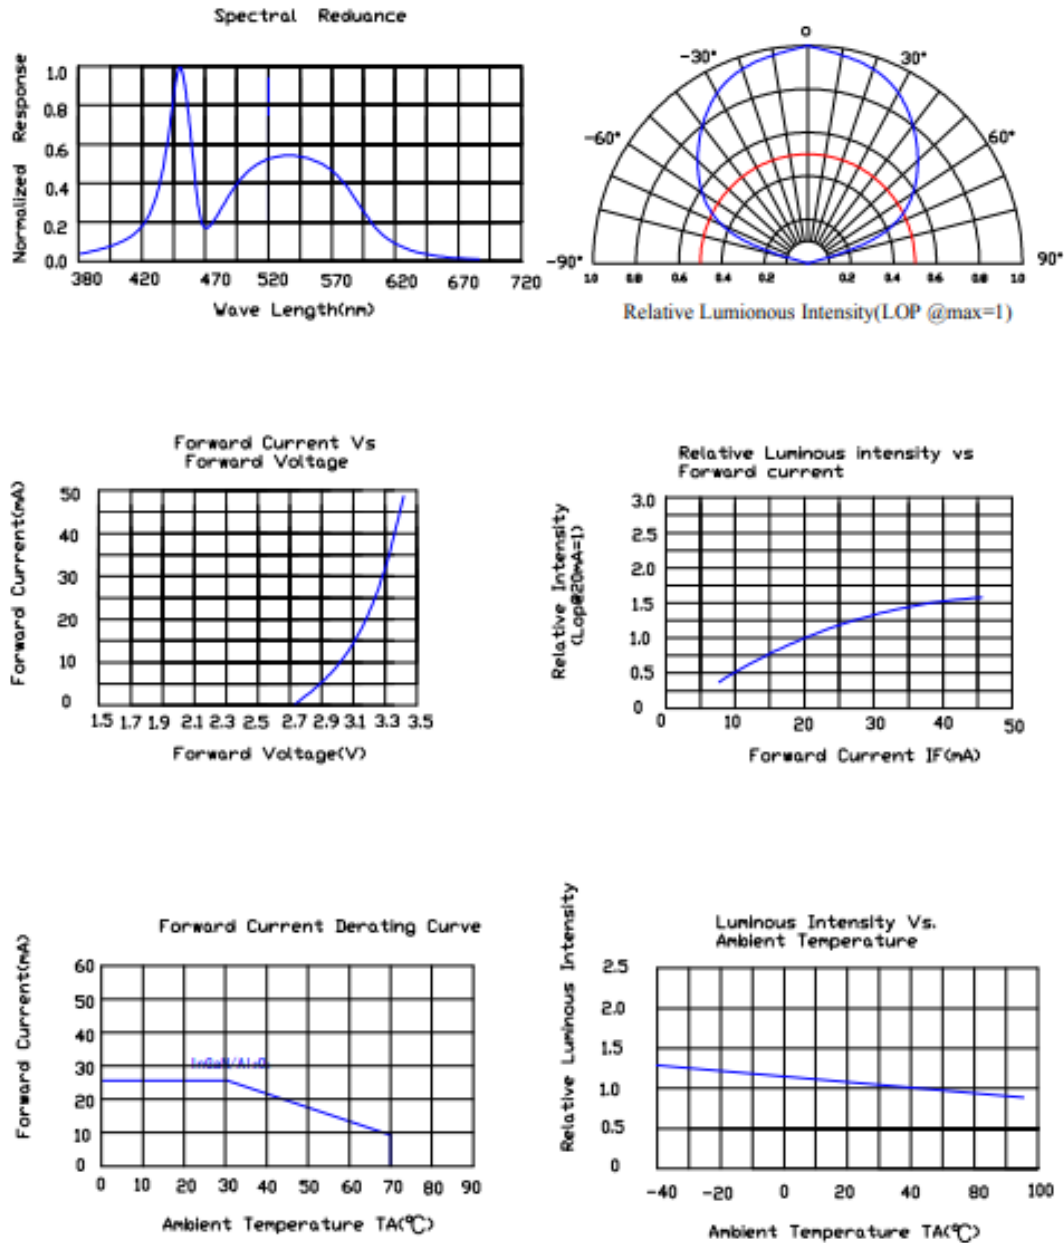 Spectral Reduance
Normalized Response
1.0
0.8
0.6
0.4
0.2
0.0
380 420 470 520 570 620 670 720
Wave Length(nm)
0
-30° 30°
-60° 60°
-90° 90°
1.0 0.8 0.6 0.4 0.2 0.2 0.4 0.6 0.8 1.0
Relative Lumionous Intensity(LOP @max=1)
Forward Current Vs
Forward Voltage
Forward Current(mA)
50
40
30
20
10
0
1.5 1.7 1.9 2.1 2.3 2.5 2.7 2.9 3.1 3.3 3.5
Forward Voltage(V)
Relative Luminous intensity vs
Forward current
Relative Intensity
(Lop@20mA=1)
3.0
2.5
2.0
1.5
1.0
0.5
0
0 10 20 30 40 50
Forward Current IF(mA)
Forward Current Derating Curve
Forward Current(mA)
60
50
40
30
20
10
0
InGaN/Al₂O₃
0 10 20 30 40 50 60 70 80 90
Ambient Temperature TA(℃)
Luminous Intensity Vs.
Ambient Temperature
Relative Luminous Intensity
2.5
2.0
1.5
1.0
0.5
0
-40 -20 0 20 40 80 100
Ambient Temperature TA(℃)